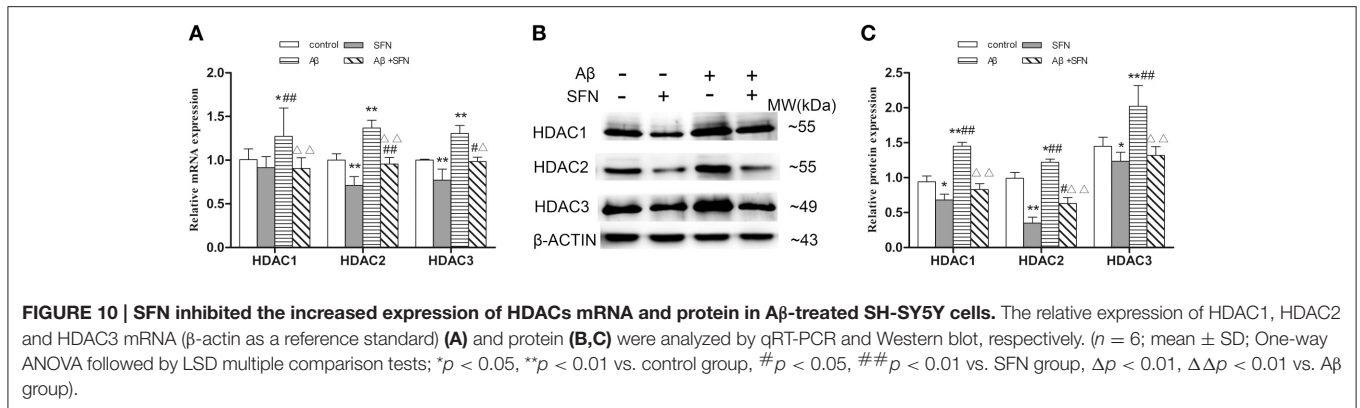 A
control
SFN
Aβ
Aβ +SFN
Relative mRNA expression
2.0
1.5
1.0
0.5
0.0
*##
△△
**
**
△△
##
**
**
#△
HDAC1 HDAC2 HDAC3
B
Aβ - - + +
SFN - + - +
MW(kDa)
HDAC1 ~55
HDAC2 ~55
HDAC3 ~49
β-ACTIN ~43
C
control
SFN
Aβ
Aβ +SFN
Relative protein expression
2.5
2.0
1.5
1.0
0.5
0.0
*
**##
△△
**
*##
#△△
*
**##
△△
HDAC1 HDAC2 HDAC3
FIGURE 10 | SFN inhibited the increased expression of HDACs mRNA and protein in Aβ-treated SH-SY5Y cells. The relative expression of HDAC1, HDAC2
and HDAC3 mRNA (β-actin as a reference standard) (A) and protein (B,C) were analyzed by qRT-PCR and Western blot, respectively. (n = 6; mean ± SD; One-way
ANOVA followed by LSD multiple comparison tests; *p < 0.05, **p < 0.01 vs. control group, #p < 0.05, ##p < 0.01 vs. SFN group, Δp < 0.01, ΔΔp < 0.01 vs. Aβ
group).